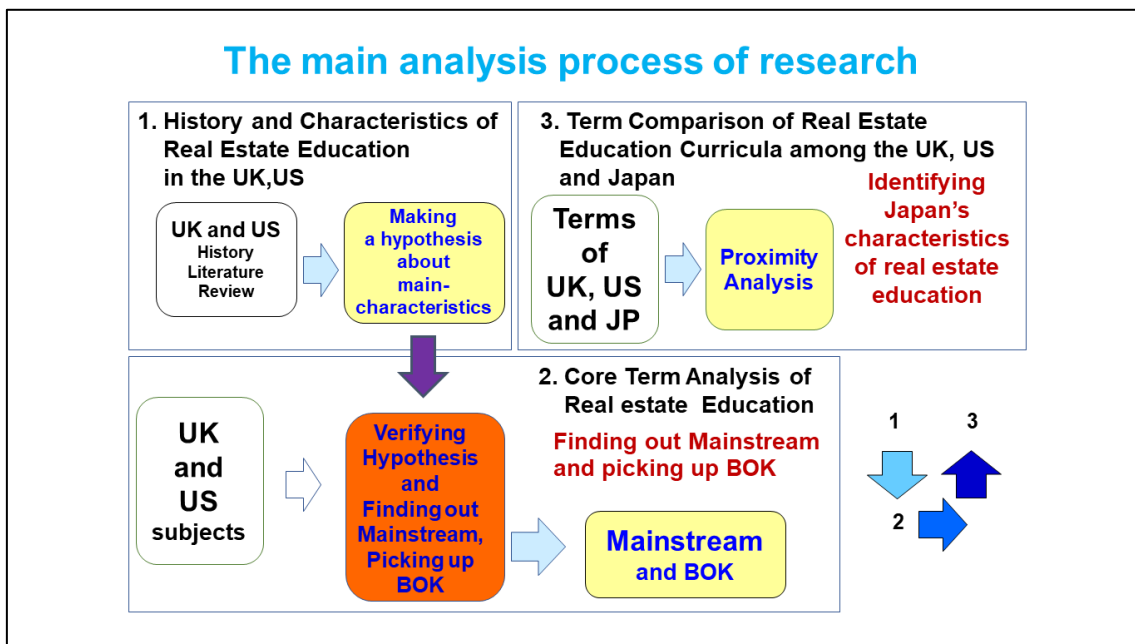 The main analysis process of research
1. History and Characteristics of
Real Estate Education
in the UK,US
UK and US
History
Literature
Review
Making
a hypothesis
about
main-
characteristics
3. Term Comparison of Real Estate
Education Curricula among the UK, US
and Japan
Terms
of
UK, US
and JP
Proximity
Analysis
Identifying
Japan’s
characteristics
of real estate
education
2. Core Term Analysis of
Real estate Education
Finding out Mainstream
and picking up BOK
UK
and
US
subjects
Verifying
Hypothesis
and
Finding out
Mainstream,
Picking up
BOK
Mainstream
and BOK
1
3
2